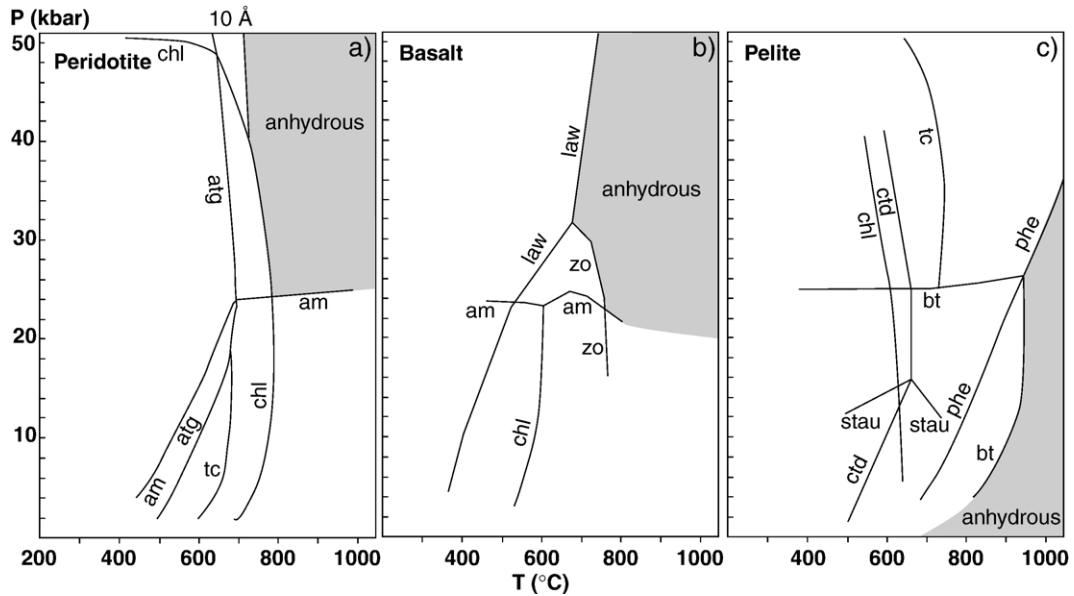 P (kbar)
10 Å
50
40
30
20
10
Peridotite
a)
chl
anhydrous
atg
am
atg
chl
tc
am
200
400
600
800
1000
Basalt
b)
law
anhydrous
law
zo
am
am
zo
chl
400
600
800
T (°C)
Pelite
c)
tc
ctd
chl
phe
bt
stau
stau
phe
ctd
bt
anhydrous
400
600
800
1000